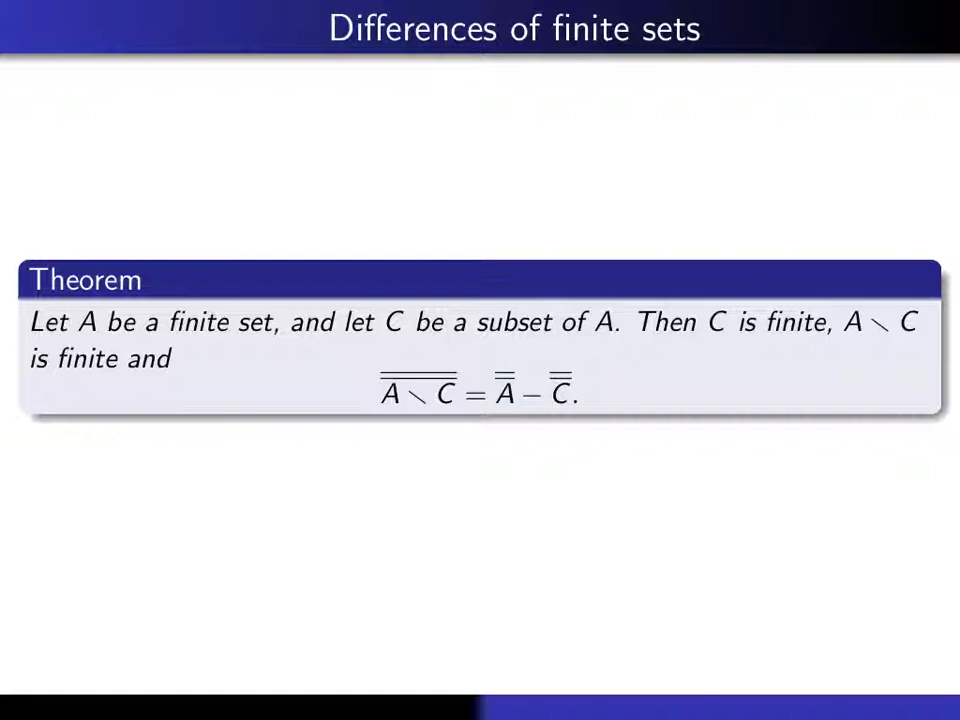 Differences of finite sets
Theorem
Let A be a finite set, and let C be a subset of A. Then C is finite, A ∖ C
is finite and
$\overline{\overline{A \setminus C}} = \overline{\overline{A}} - \overline{\overline{C}}.$